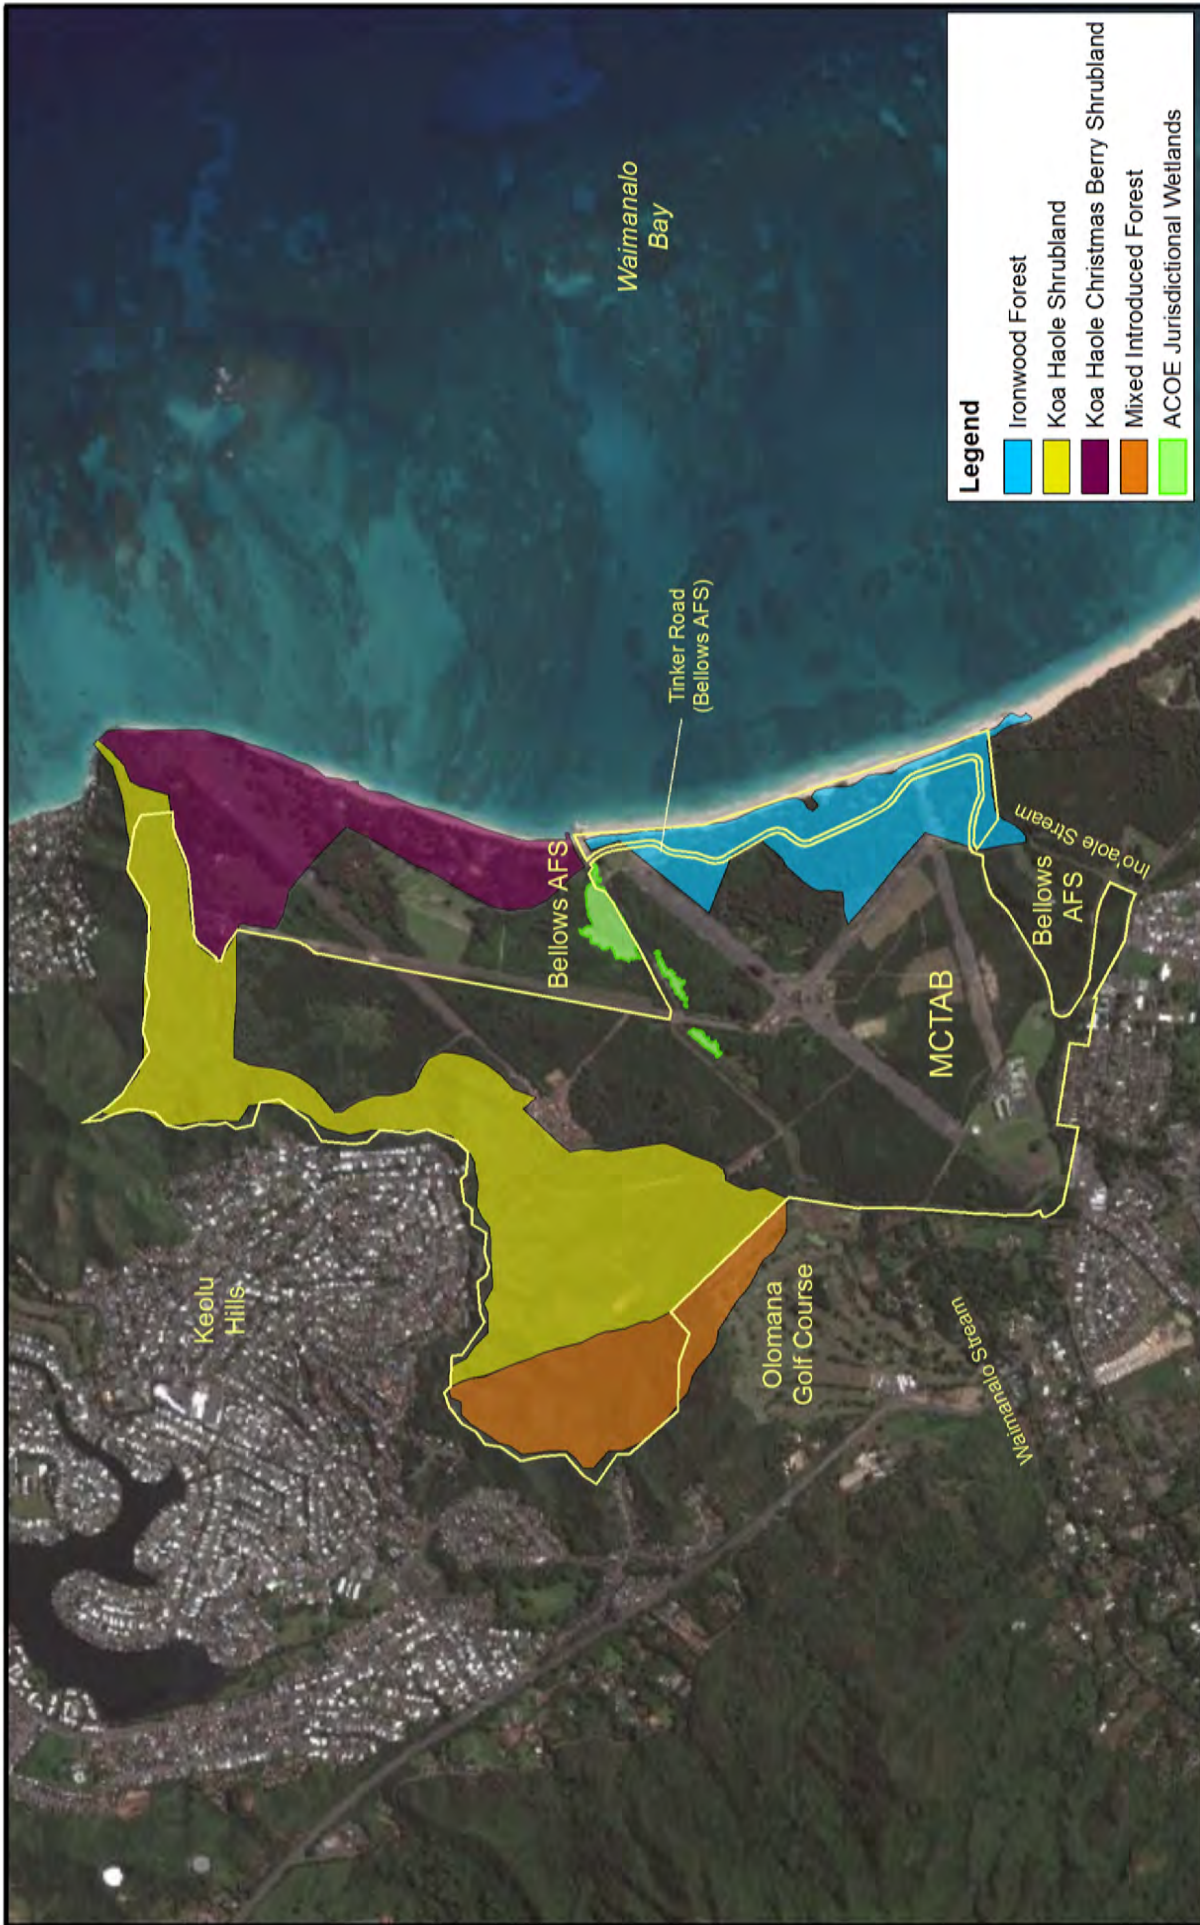 Keolu
Hills
Bellows AFS
Waimanalo
Bay
Tinker Road
(Bellows AFS)
Olomana
Golf Course
MCTAB
Waimanalo Stream
Bellows
AFS
Ino'aole Stream
Legend
Ironwood Forest
Koa Haole Shrubland
Koa Haole Christmas Berry Shrubland
Mixed Introduced Forest
ACOE Jurisdictional Wetlands